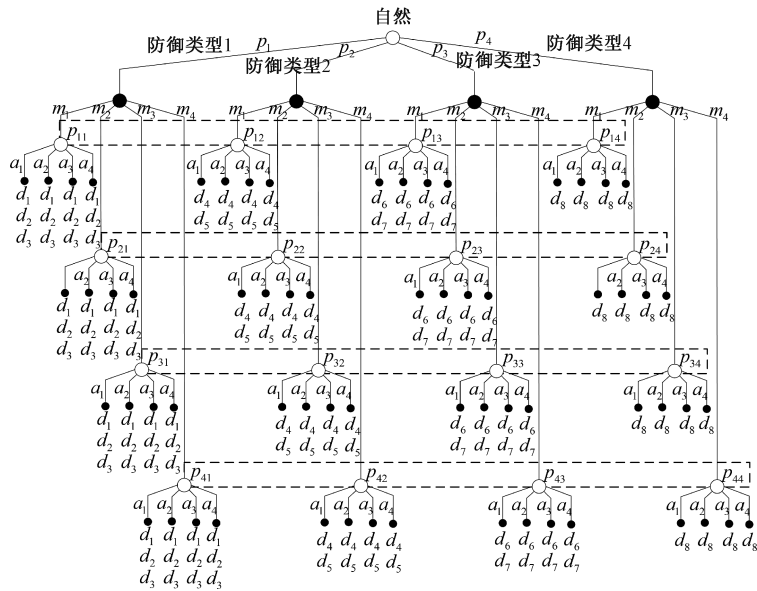 自然
防御类型1 p1 p2 p3 p4 防御类型4
防御类型2 防御类型3
m1 m2 m3 m4 m1 m2 m3 m4 m1 m2 m3 m4 m1 m2 m3 m4
p11 p12 p13 p14
a1 a2 a3 a4 a1 a2 a3 a4 a1 a2 a3 a4 a1 a2 a3 a4
d1 d1 d1 d1 d4 d4 d4 d4 d6 d6 d6 d6 d8 d8 d8 d8
d2 d2 d2 d2 d5 d5 d5 d5 d7 d7 d7 d7
d3 d3 d3 d3
p21 p22 p23 p24
a1 a2 a3 a4 a1 a2 a3 a4 a1 a2 a3 a4 a1 a2 a3 a4
d1 d1 d1 d1 d4 d4 d4 d4 d6 d6 d6 d6 d8 d8 d8 d8
d2 d2 d2 d2 d5 d5 d5 d5 d7 d7 d7 d7
d3 d3 d3 d3
p31 p32 p33 p34
a1 a2 a3 a4 a1 a2 a3 a4 a1 a2 a3 a4 a1 a2 a3 a4
d1 d1 d1 d1 d4 d4 d4 d4 d6 d6 d6 d6 d8 d8 d8 d8
d2 d2 d2 d2 d5 d5 d5 d5 d7 d7 d7 d7
d3 d3 d3 d3
p41 p42 p43 p44
a1 a2 a3 a4 a1 a2 a3 a4 a1 a2 a3 a4 a1 a2 a3 a4
d1 d1 d1 d1 d4 d4 d4 d4 d6 d6 d6 d6 d8 d8 d8 d8
d2 d2 d2 d2 d5 d5 d5 d5 d7 d7 d7 d7
d3 d3 d3 d3